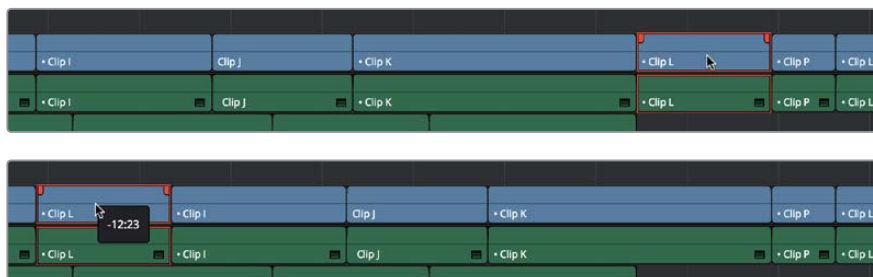 • Clip I Clip J • Clip K • Clip L • Clip P • Clip L
• Clip I Clip J • Clip K • Clip L • Clip P • Clip L
• Clip L • Clip I Clip J • Clip K • Clip P • Clip L
-12:23
• Clip L • Clip I Clip J • Clip K • Clip P • Clip L